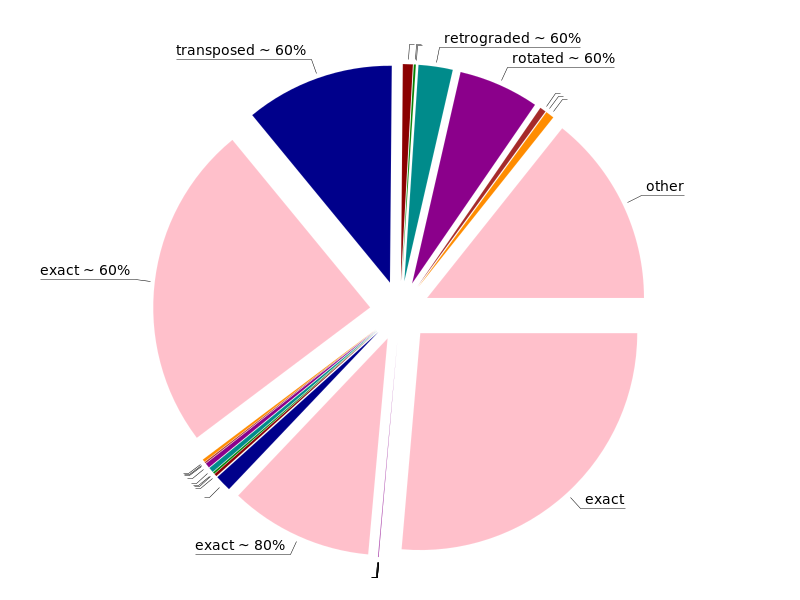 retrograded ~ 60%
transposed ~ 60%
rotated ~ 60%
other
exact ~ 60%
exact
exact ~ 80%